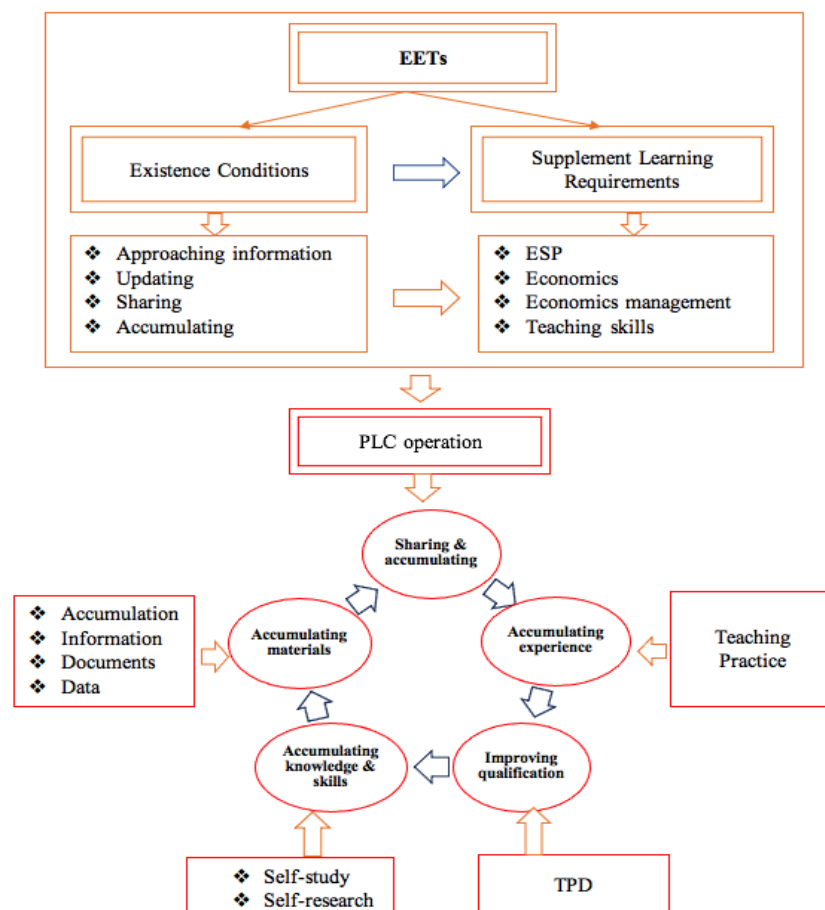 EETs
Existence Conditions
Supplement Learning
Requirements
❖ Approaching information
❖ Updating
❖ Sharing
❖ Accumulating
❖ ESP
❖ Economics
❖ Economics management
❖ Teaching skills
PLC operation
Sharing &
accumulating
Accumulating
experience
Improving
qualification
Accumulating
knowledge &
skills
Accumulating
materials
❖ Accumulation
❖ Information
❖ Documents
❖ Data
Teaching
Practice
❖ Self-study
❖ Self-research
TPD